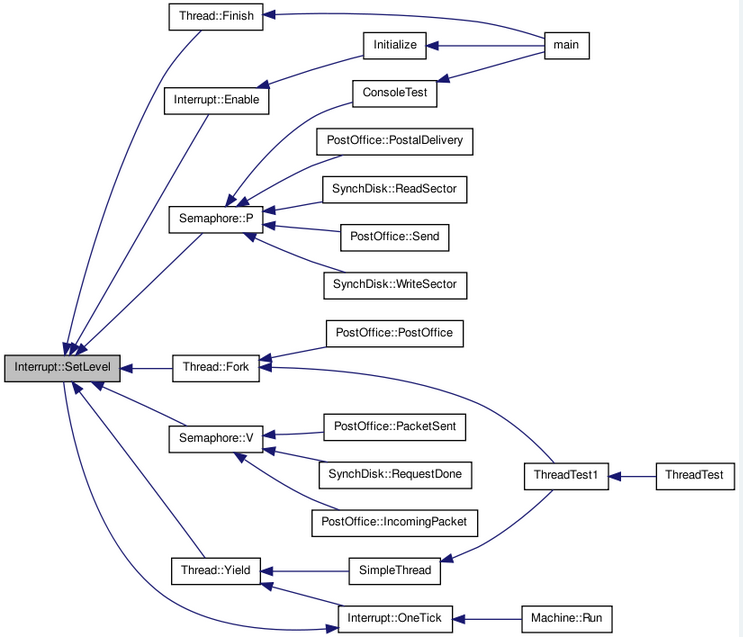 Thread::Finish
Initialize
main
Interrupt::Enable
ConsoleTest
PostOffice::PostalDelivery
SynchDisk::ReadSector
Semaphore::P
PostOffice::Send
SynchDisk::WriteSector
PostOffice::PostOffice
Interrupt::SetLevel
Thread::Fork
PostOffice::PacketSent
Semaphore::V
SynchDisk::RequestDone
ThreadTest1
ThreadTest
PostOffice::IncomingPacket
Thread::Yield
SimpleThread
Interrupt::OneTick
Machine::Run